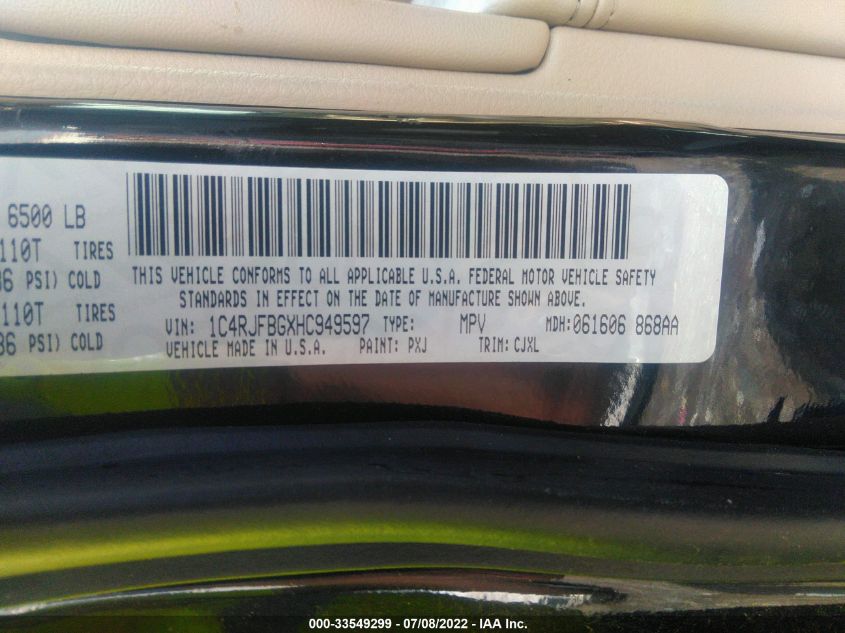 6500 LB
110T TIRES
36 PSI) COLD
110T TIRES
36 PSI) COLD
THIS VEHICLE CONFORMS TO ALL APPLICABLE U.S.A. FEDERAL MOTOR VEHICLE SAFETY
STANDARDS IN EFFECT ON THE DATE OF MANUFACTURE SHOWN ABOVE.
VIN: 1C4RJFBGXHC949597 TYPE: MPV MDH:061606 868AA
VEHICLE MADE IN U.S.A. PAINT: PXJ TRIM: CJXL
000-33549299 - 07/08/2022 - IAA Inc.